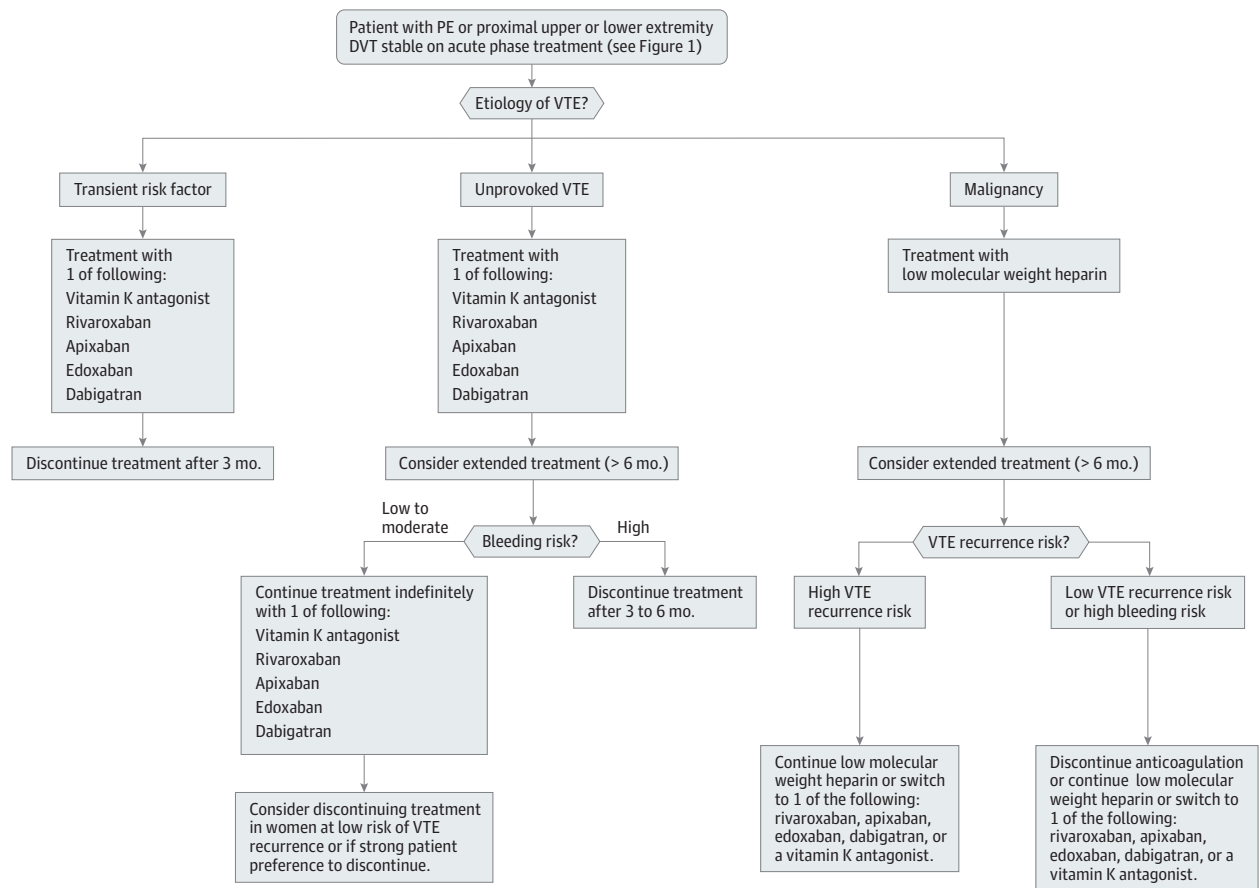 Patient with PE or proximal upper or lower extremity
DVT stable on acute phase treatment (see Figure 1)
Etiology of VTE?
Transient risk factor
Unprovoked VTE
Malignancy
Treatment with
1 of following:
Vitamin K antagonist
Rivaroxaban
Apixaban
Edoxaban
Dabigatran
Treatment with
1 of following:
Vitamin K antagonist
Rivaroxaban
Apixaban
Edoxaban
Dabigatran
Treatment with
low molecular weight heparin
Discontinue treatment after 3 mo.
Consider extended treatment (> 6 mo.)
Consider extended treatment (> 6 mo.)
Low to
moderate
Bleeding risk?
High
VTE recurrence risk?
Continue treatment indefinitely
with 1 of following:
Vitamin K antagonist
Rivaroxaban
Apixaban
Edoxaban
Dabigatran
Discontinue treatment
after 3 to 6 mo.
High VTE
recurrence risk
Low VTE recurrence risk
or high bleeding risk
Consider discontinuing treatment
in women at low risk of VTE
recurrence or if strong patient
preference to discontinue.
Continue low molecular
weight heparin or switch
to 1 of the following:
rivaroxaban, apixaban,
edoxaban, dabigatran, or
a vitamin K antagonist.
Discontinue anticoagulation
or continue low molecular
weight heparin or switch to
1 of the following:
rivaroxaban, apixaban,
edoxaban, dabigatran, or a
vitamin K antagonist.